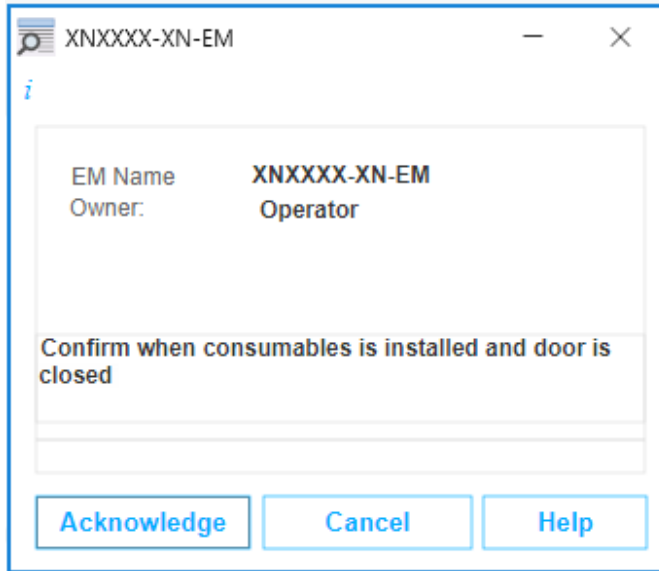 XNXXXX-XN-EM
i
EM Name XNXXXX-XN-EM
Owner: Operator
Confirm when consumables is installed and door is
closed
Acknowledge Cancel Help